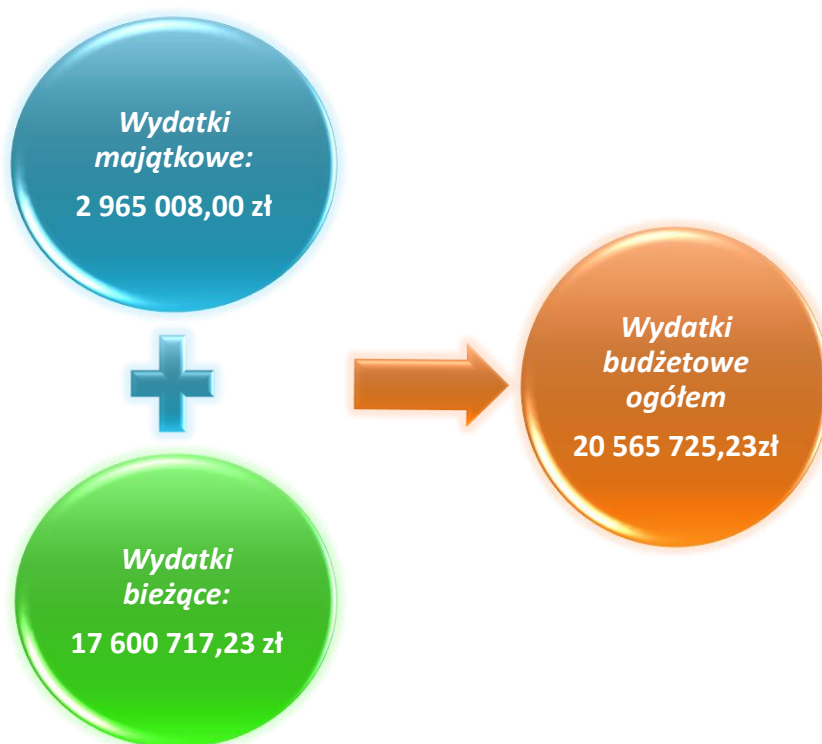 Wydatki
majątkowe:
2 965 008,00 zł
Wydatki
bieżące:
17 600 717,23 zł
Wydatki
budżetowe
ogółem
20 565 725,23zł